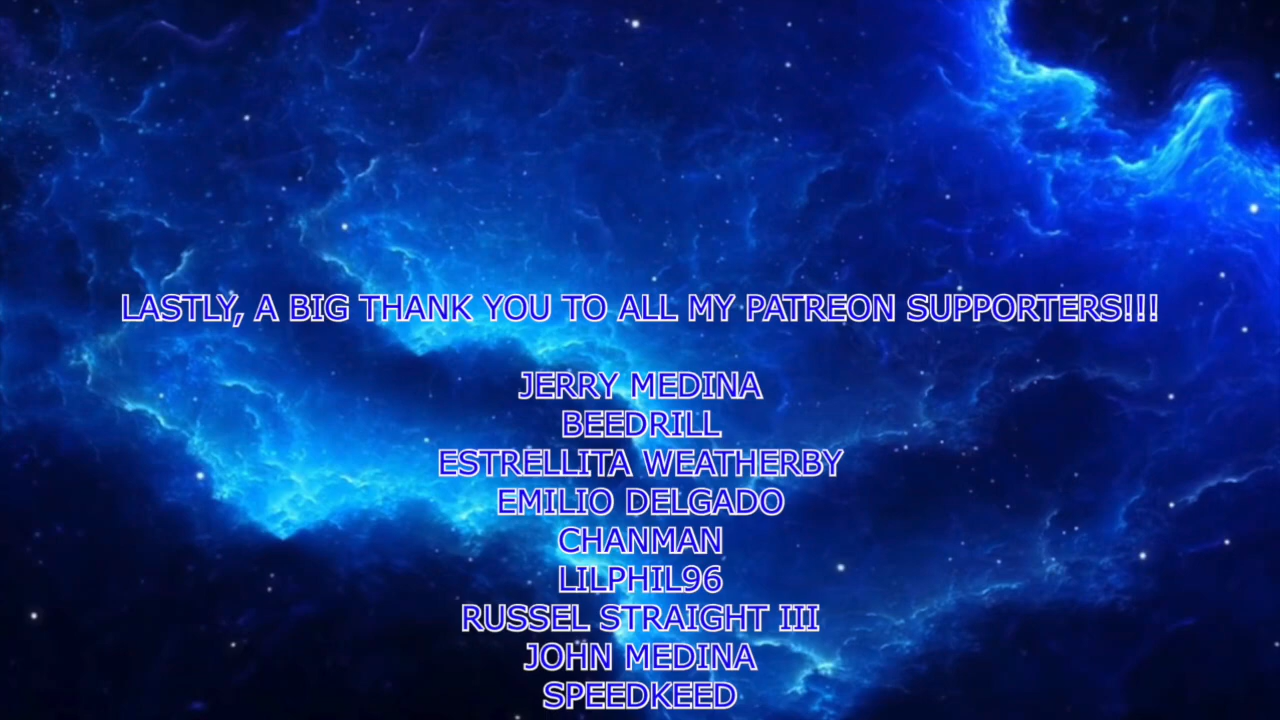 LASTLY, A BIG THANK YOU TO ALL MY PATREON SUPPORTERS!!!
JERRY MEDINA
BEEDRILL
ESTRELLITA WEATHERBY
EMILIO DELGADO
CHANMAN
LILPHIL96
RUSSEL STRAIGHT III
JOHN MEDINA
SPEEDKEED